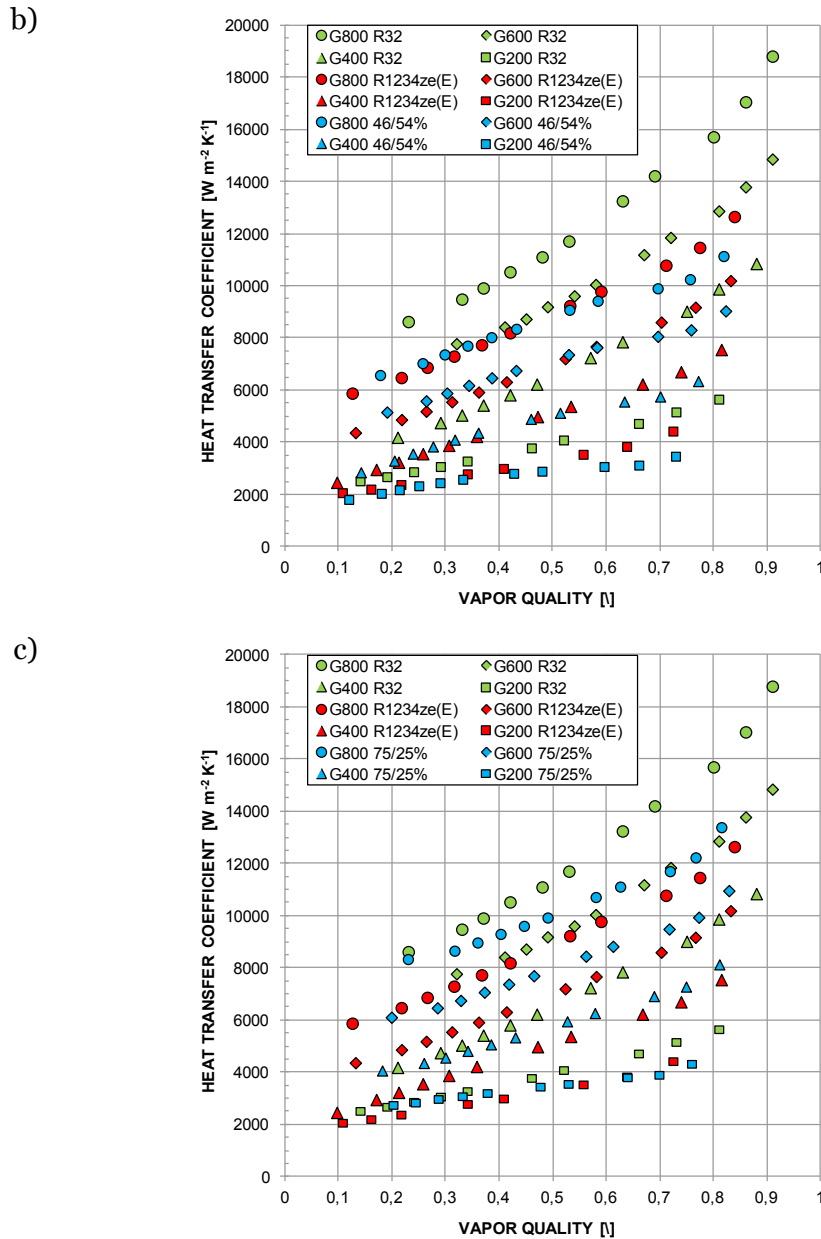 b)
20000
18000
16000
14000
12000
10000
8000
6000
4000
2000
0
HEAT TRANSFER COEFFICIENT [W m-2 K-1]
G800 R32 G600 R32
G400 R32 G200 R32
G800 R1234ze(E) G600 R1234ze(E)
G400 R1234ze(E) G200 R1234ze(E)
G800 46/54% G600 46/54%
G400 46/54% G200 46/54%
0 0,1 0,2 0,3 0,4 0,5 0,6 0,7 0,8 0,9 1
VAPOR QUALITY [\]
c)
20000
18000
16000
14000
12000
10000
8000
6000
4000
2000
0
HEAT TRANSFER COEFFICIENT [W m-2 K-1]
G800 R32 G600 R32
G400 R32 G200 R32
G800 R1234ze(E) G600 R1234ze(E)
G400 R1234ze(E) G200 R1234ze(E)
G800 75/25% G600 75/25%
G400 75/25% G200 75/25%
0 0,1 0,2 0,3 0,4 0,5 0,6 0,7 0,8 0,9 1
VAPOR QUALITY [\]